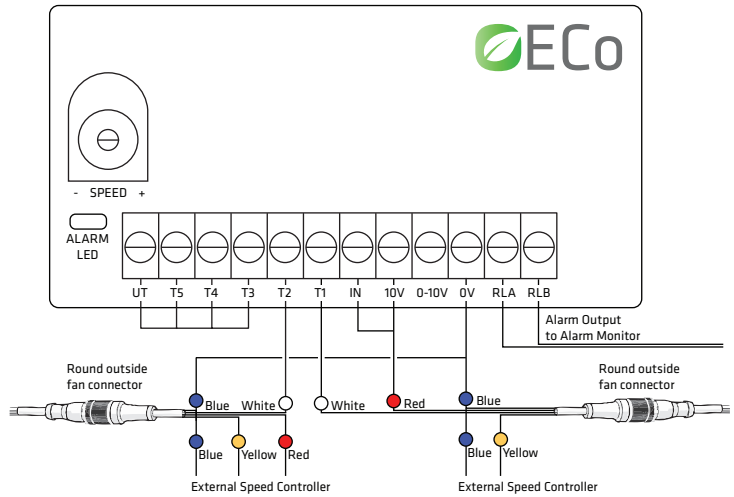 ECo
- SPEED +
ALARM
LED
UT T5 T4 T3 T2 T1 IN 10V 0-10V 0V RLA RLB
Alarm Output
to Alarm Monitor
Round outside
fan connector
Round outside
fan connector
Blue White White Red Blue
Blue Yellow Red Blue Yellow
External Speed Controller External Speed Controller